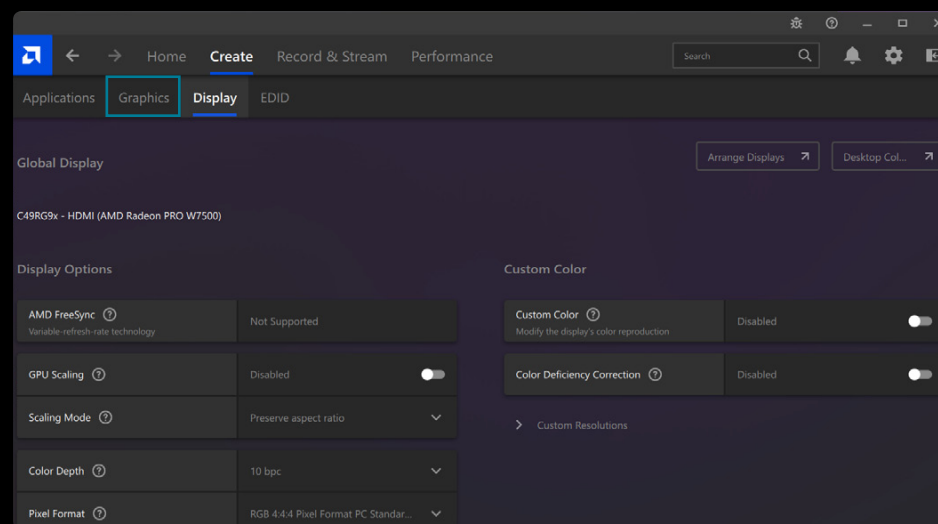 Home Create Record & Stream Performance Search
Applications Graphics Display EDID
Global Display Arrange Displays Desktop Col...
C49RG9x - HDMI (AMD Radeon PRO W7500)
Display Options Custom Color
AMD FreeSync Not Supported Custom Color Disabled
Variable-refresh-rate technology Modify the display's color reproduction
GPU Scaling Disabled Color Deficiency Correction Disabled
Scaling Mode Preserve aspect ratio Custom Resolutions
Color Depth 10 bpc
Pixel Format RGB 4:4:4 Pixel Format PC Standar...